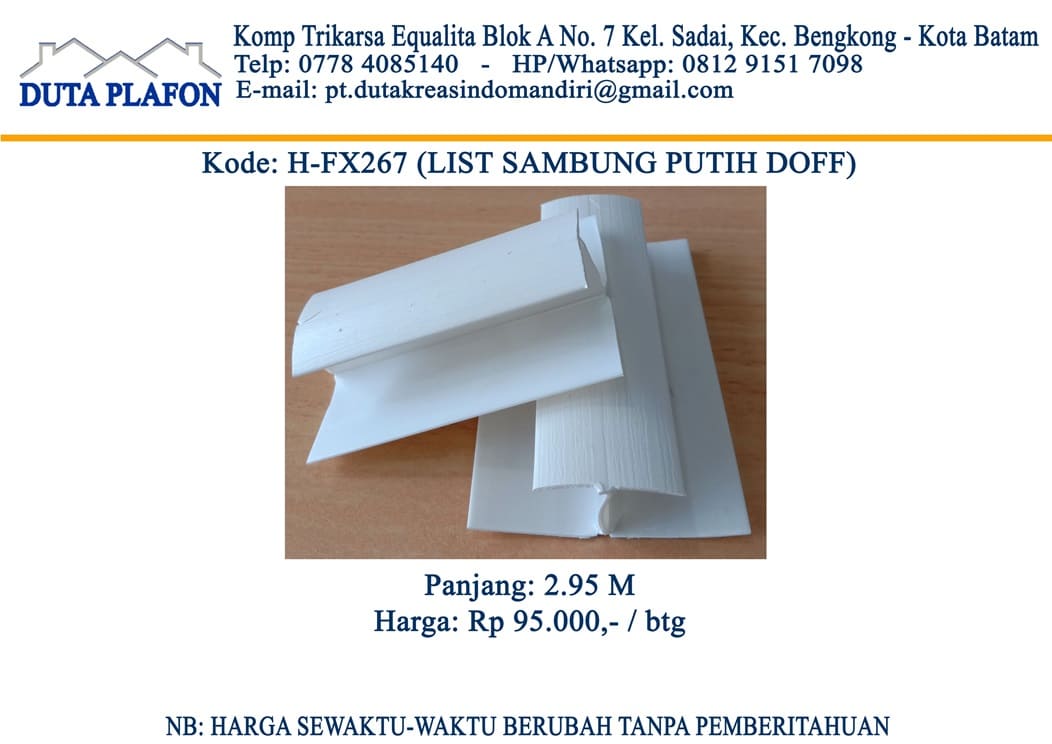 DUTA PLAFON
Komp Trikarsa Equalita Blok A No. 7 Kel. Sadai, Kec. Bengkong - Kota Batam
Telp: 0778 4085140 - HP/Whatsapp: 0812 9151 7098
E-mail: pt.dutakreasindomandiri@gmail.com
Kode: H-FX267 (LIST SAMBUNG PUTIH DOFF)
Panjang: 2.95 M
Harga: Rp 95.000,- / btg
NB: HARGA SEWAKTU-WAKTU BERUBAH TANPA PEMBERITAHUAN